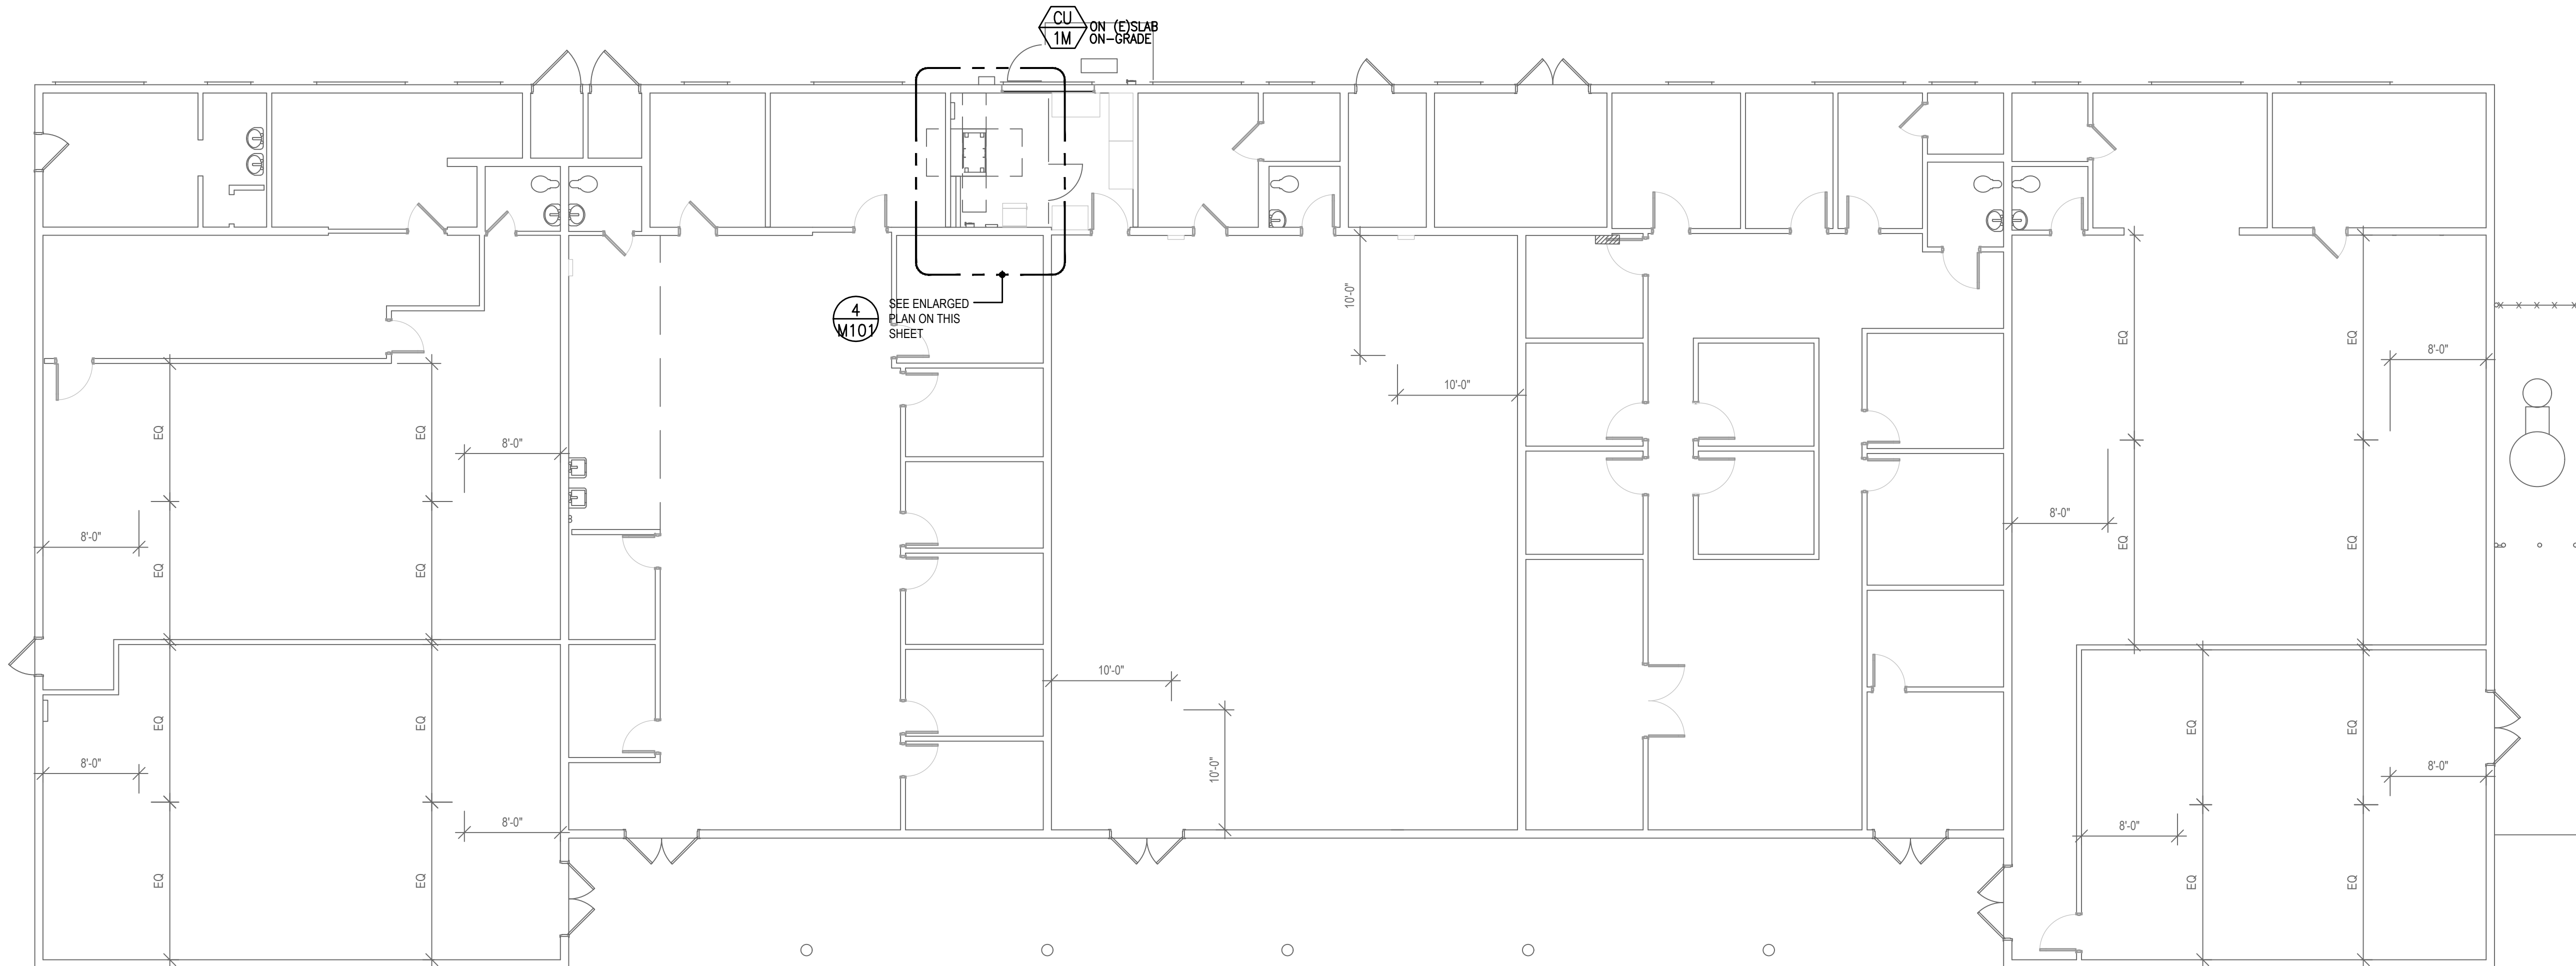 CU
1M
ON (E)SLAB
ON-GRADE
4
M101
SEE ENLARGED
PLAN ON THIS
SHEET
10'-0"
10'-0"
EQ
EQ
8'-0"
EQ
EQ
8'-0"
8'-0"
8'-0"
EQ
EQ
EQ
EQ
10'-0"
EQ
EQ
EQ
EQ
8'-0"
10'-0"
8'-0"
8'-0"
8'-0"
EQ
EQ
EQ
EQ